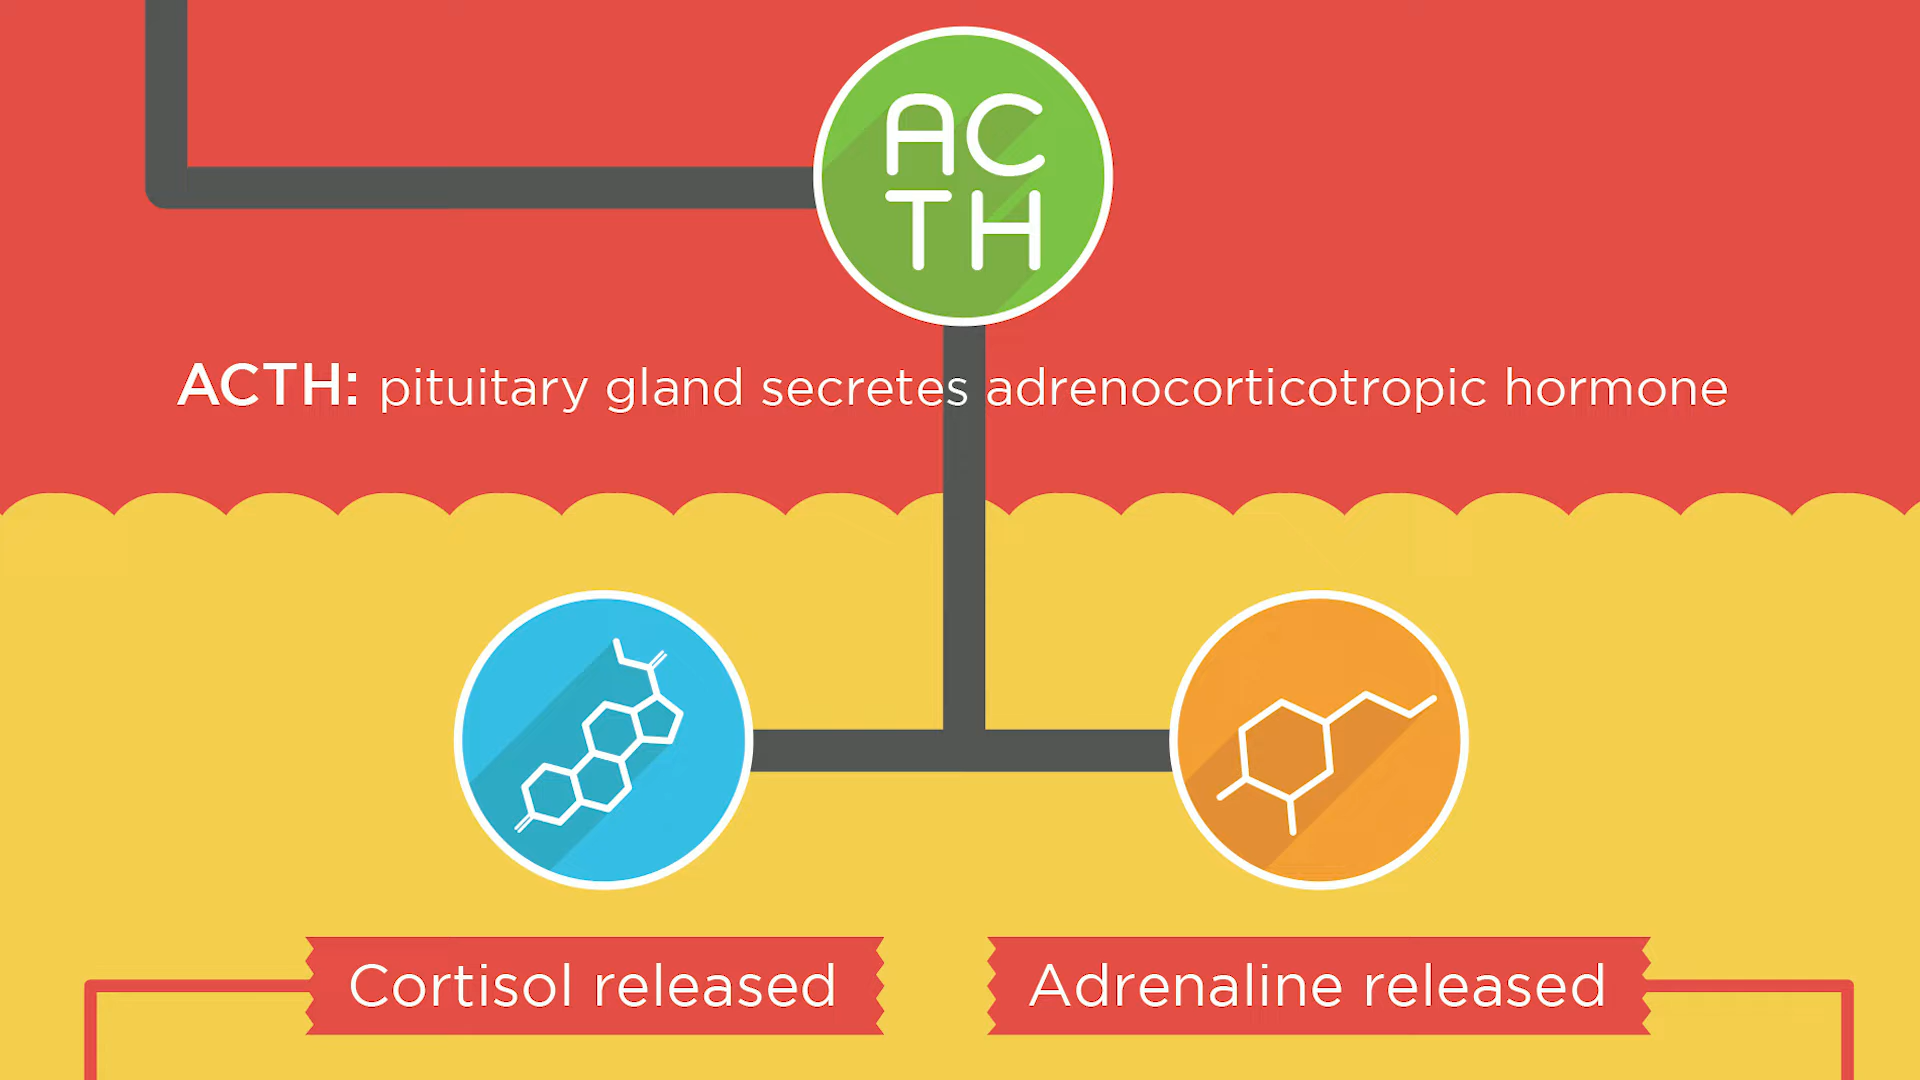 AC
TH
ACTH: pituitary gland secretes adrenocorticotropic hormone
Cortisol released
Adrenaline released